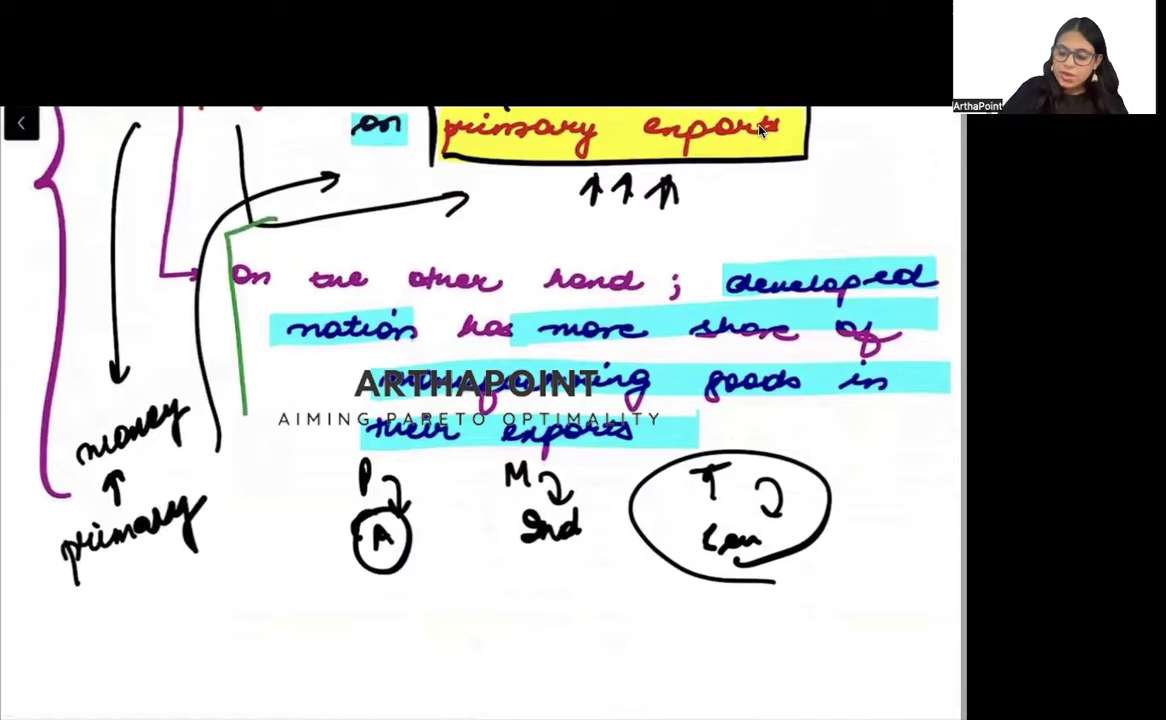 ArthaPoint
on primary exports
On the other hand ; developed
nation has more share of
manufacturing goods in
their exports
ARTHAPOINT
AIMING PARETO OPTIMALITY
money
primary
P M T
A Ind